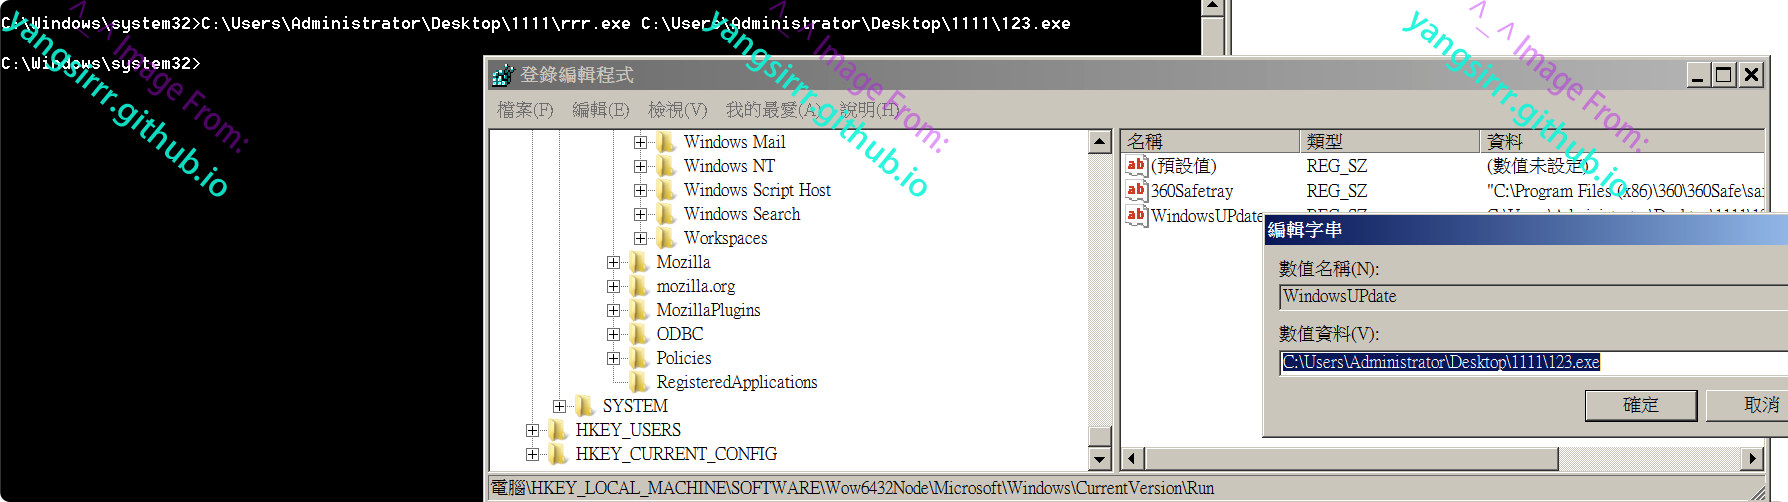 C:\Windows\system32>C:\Users\Administrator\Desktop\1111\rrr.exe C:\Users\Administrator\Desktop\1111\123.exe
C:\Windows\system32>
^_^ Image From:
yangsirrr.github.io
^_^ Image From:
yangsirrr.github.io
^_^ Image From:
yangsirrr.github.io
登錄編輯程式
檔案(F) 編輯(E) 檢視(V) 我的最愛(A) 說明(H)
Windows Mail
Windows NT
Windows Script Host
Windows Search
Workspaces
Mozilla
mozilla.org
MozillaPlugins
ODBC
Policies
RegisteredApplications
SYSTEM
HKEY_USERS
HKEY_CURRENT_CONFIG
名稱 類型 資料
(預設值) REG_SZ (數值未設定)
360Safetray REG_SZ "C:\Program Files (x86)\360\360Safe\saf
WindowsUPdate
編輯字串
數值名稱(N):
WindowsUPdate
數值資料(V):
C:\Users\Administrator\Desktop\1111\123.exe
確定 取消
電腦\HKEY_LOCAL_MACHINE\SOFTWARE\Wow6432Node\Microsoft\Windows\CurrentVersion\Run